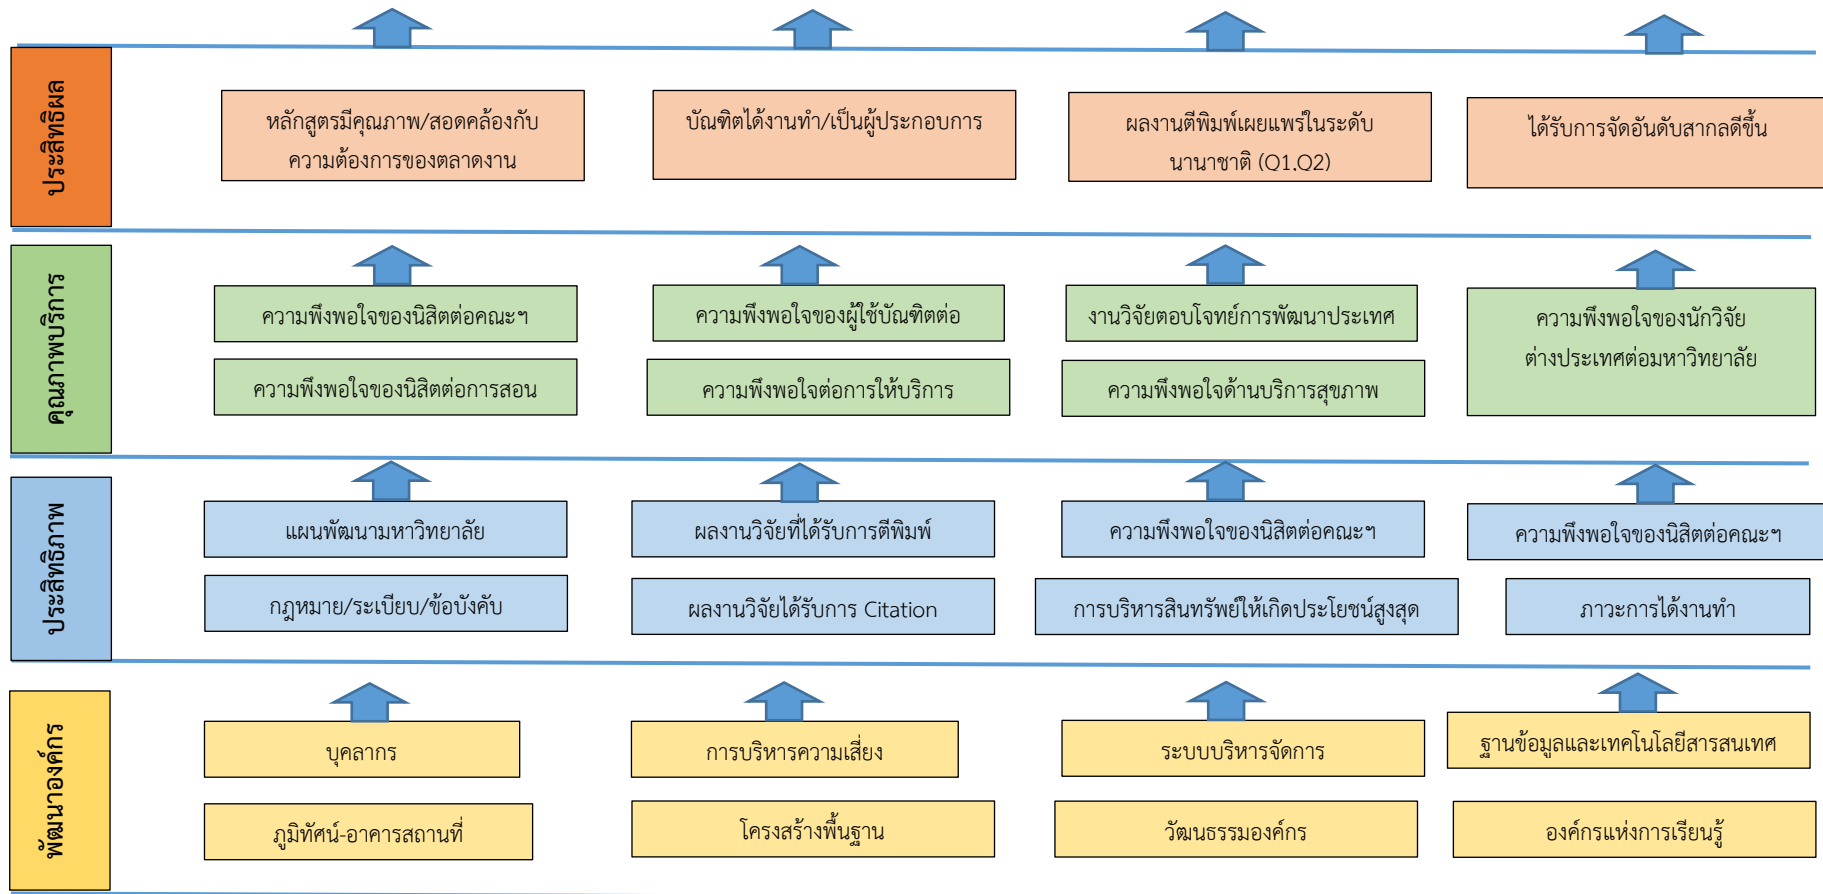 ประสิทธิผล
หลักสูตรมีคุณภาพ/สอดคล้องกับ
ความต้องการของตลาดงาน
บัณฑิตได้งานทำ/เป็นผู้ประกอบการ
ผลงานตีพิมพ์เผยแพร่ในระดับ
นานาชาติ (Q1.Q2)
ได้รับการจัดอันดับสากลดีขึ้น
คุณภาพบริการ
ความพึงพอใจของนิสิตต่อคณะฯ
ความพึงพอใจของผู้ใช้บัณฑิตต่อ
งานวิจัยตอบโจทย์การพัฒนาประเทศ
ความพึงพอใจของนักวิจัย
ต่างประเทศต่อมหาวิทยาลัย
ความพึงพอใจของนิสิตต่อการสอน
ความพึงพอใจต่อการให้บริการ
ความพึงพอใจด้านบริการสุขภาพ
ประสิทธิภาพ
แผนพัฒนามหาวิทยาลัย
ผลงานวิจัยที่ได้รับการตีพิมพ์
ความพึงพอใจของนิสิตต่อคณะฯ
ความพึงพอใจของนิสิตต่อคณะฯ
กฎหมาย/ระเบียบ/ข้อบังคับ
ผลงานวิจัยได้รับการ Citation
การบริหารสินทรัพย์ให้เกิดประโยชน์สูงสุด
ภาวะการได้งานทำ
พัฒนาองค์กร
บุคลากร
การบริหารความเสี่ยง
ระบบบริหารจัดการ
ฐานข้อมูลและเทคโนโลยีสารสนเทศ
ภูมิทัศน์-อาคารสถานที่
โครงสร้างพื้นฐาน
วัฒนธรรมองค์กร
องค์กรแห่งการเรียนรู้